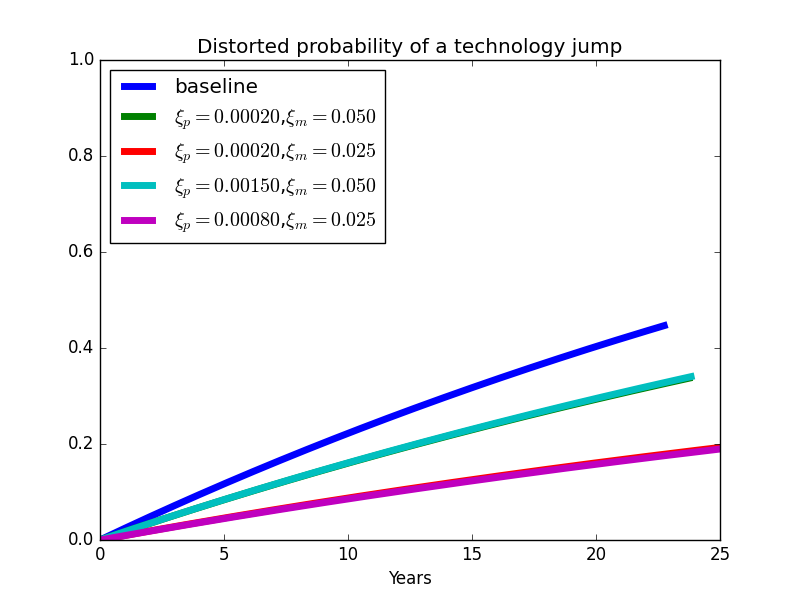 Distorted probability of a technology jump
1.0
0.8
0.6
0.4
0.2
0.0
baseline
ξp = 0.00020,ξm = 0.050
ξp = 0.00020,ξm = 0.025
ξp = 0.00150,ξm = 0.050
ξp = 0.00080,ξm = 0.025
0 5 10 15 20 25
Years